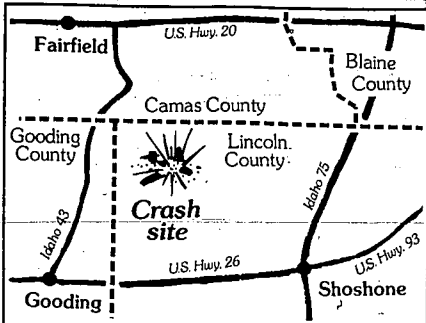 U.S. Hwy. 20
Fairfield
Blaine
County
Camas County
Gooding
County
Lincoln
County
Idaho 75
Idaho 43
Crash
site
U.S. Hwy. 26
U.S. Hwy. 93
Gooding
Shoshone